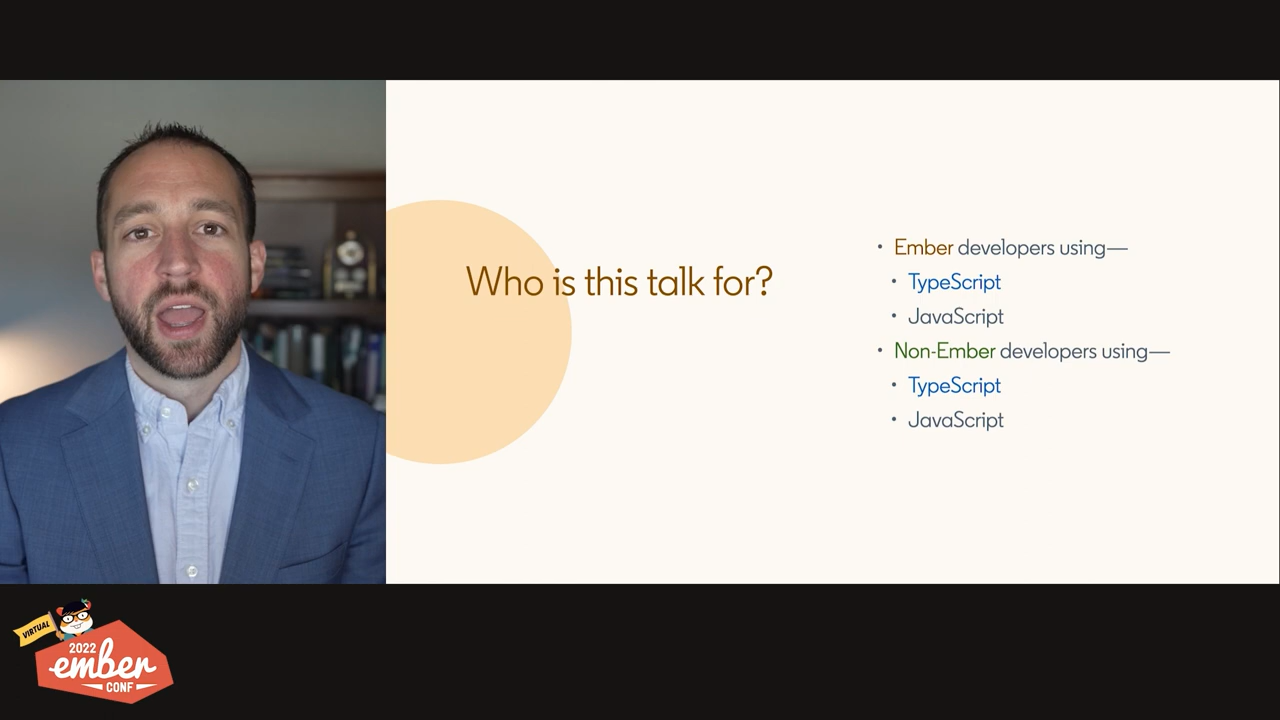 Who is this talk for?
• Ember developers using—
• TypeScript
• JavaScript
• Non-Ember developers using—
• TypeScript
• JavaScript
VIRTUAL
2022
ember
CONF